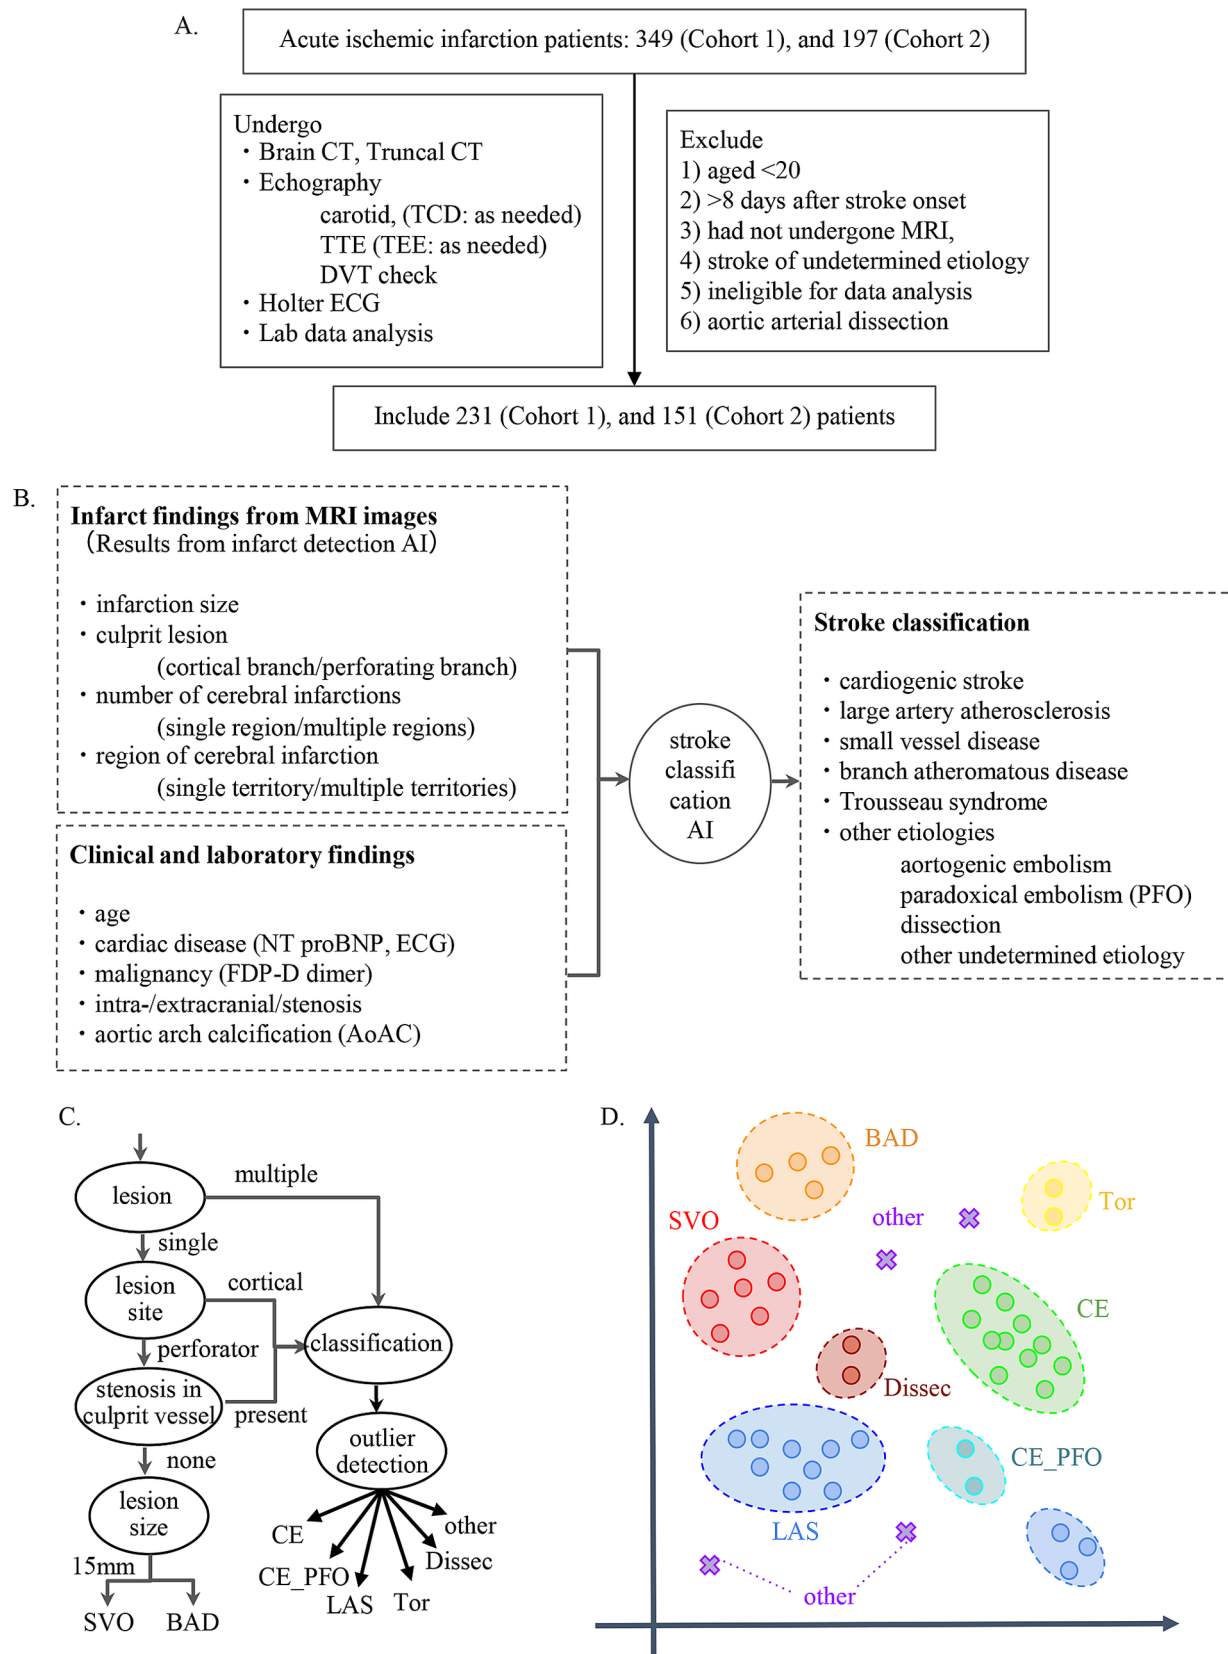 A.
Acute ischemic infarction patients: 349 (Cohort 1), and 197 (Cohort 2)
Undergo
・Brain CT, Truncal CT
・Echography
carotid, (TCD: as needed)
TTE (TEE: as needed)
DVT check
・Holter ECG
・Lab data analysis
Exclude
1) aged <20
2) >8 days after stroke onset
3) had not undergone MRI,
4) stroke of undetermined etiology
5) ineligible for data analysis
6) aortic arterial dissection
Include 231 (Cohort 1), and 151 (Cohort 2) patients
B.
Infarct findings from MRI images
(Results from infarct detection AI)
・infarction size
・culprit lesion
(cortical branch/perforating branch)
・number of cerebral infarctions
(single region/multiple regions)
・region of cerebral infarction
(single territory/multiple territories)
Clinical and laboratory findings
・age
・cardiac disease (NT proBNP, ECG)
・malignancy (FDP-D dimer)
・intra-/extracranial/stenosis
・aortic arch calcification (AoAC)
stroke
classifi
cation
AI
Stroke classification
・cardiogenic stroke
・large artery atherosclerosis
・small vessel disease
・branch atheromatous disease
・Trousseau syndrome
・other etiologies
aortogenic embolism
paradoxical embolism (PFO)
dissection
other undetermined etiology
C.
lesion
multiple
single
lesion
site
cortical
perforator
classification
stenosis in
culprit vessel
present
none
outlier
detection
lesion
size
15mm
SVO
BAD
CE
CE_PFO
LAS
Tor
Dissec
other
D.
BAD
Tor
SVO
other
CE
Dissec
CE_PFO
LAS
other